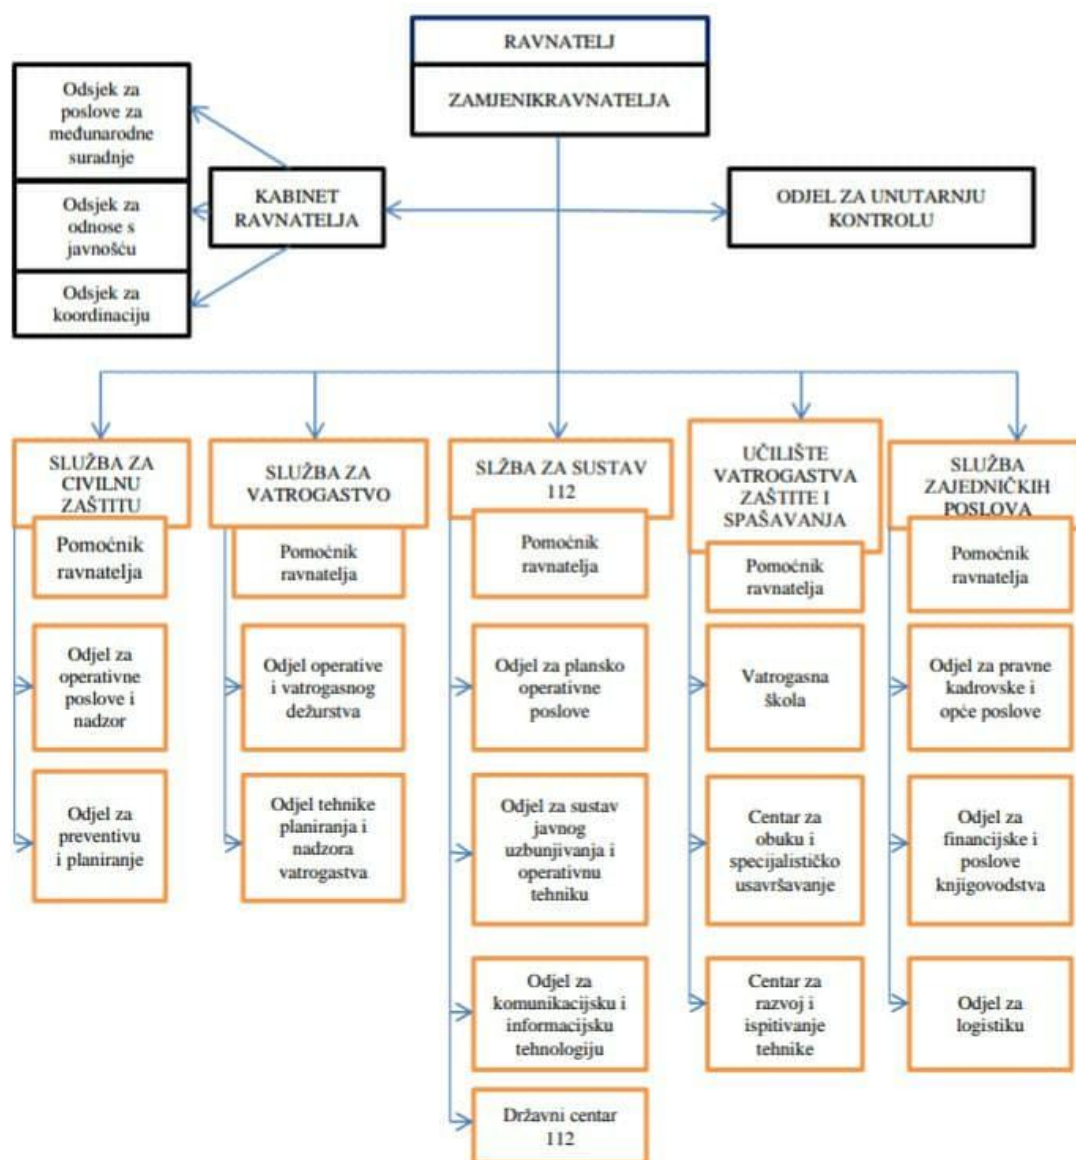 RAVNATELJ
ZAMJENIKRAVNATELJA
Odsjek za
poslove za
međunarodne
suradnje
Odsjek za
odnose s
javnošću
Odsjek za
koordinaciju
KABINET
RAVNATELJA
ODJEL ZA UNUTARNJU
KONTROLU
SLUŽBA ZA
CIVILNU
ZAŠTITU
Pomoćnik
ravnatelja
Odjel za
operativne
poslove i
nadzor
Odjel za
preventivu
i planiranje
SLUŽBA ZA
VATROGASTVO
Pomoćnik
ravnatelja
Odjel operative
i vatrogasnog
dežurstva
Odjel tehnike
planiranja i
nadzora
vatrogastva
SLŽBA ZA SUSTAV
112
Pomoćnik
ravnatelja
Odjel za plansko
operativne
poslove
Odjel za sustav
javnog
uzbunjivanja i
operativnu
tehniku
Odjel za
komunikacijsku i
informacijsku
tehnologiju
Državni centar
112
UČILIŠTE
VATROGASTVA
ZAŠTITE I
SPAŠAVANJA
Pomoćnik
ravnatelja
Vatrogasna
škola
Centar za
obuku i
specijalističko
usavršavanje
Centar za
razvoj i
ispitivanje
tehnike
SLUŽBA
ZAJEDNIČKIH
POSLOVA
Pomoćnik
ravnatelja
Odjel za pravne
kadrovske i
opće poslove
Odjel za
financijske i
poslove
knjigovodstva
Odjel za
logistiku